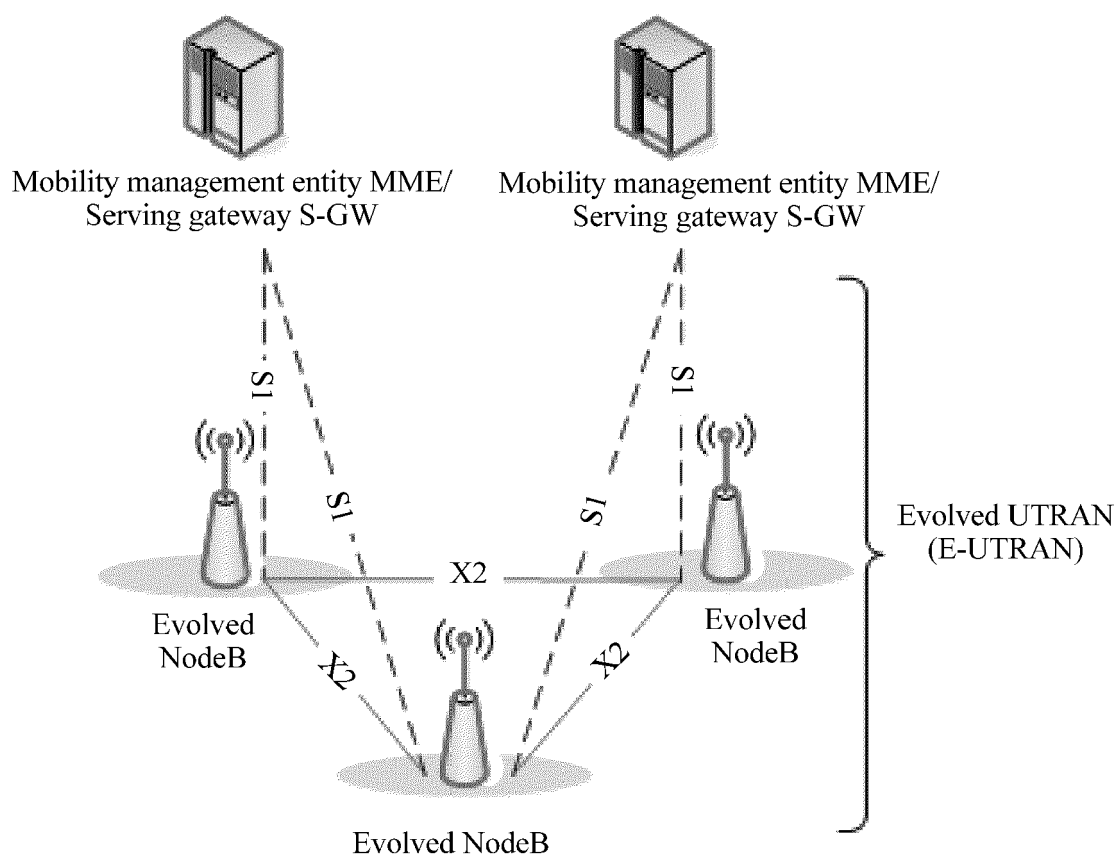 Mobility management entity MME/
Serving gateway S-GW
Mobility management entity MME/
Serving gateway S-GW
S1
S1
S1
S1
Evolved UTRAN
(E-UTRAN)
X2
Evolved
NodeB
Evolved
NodeB
X2
X2
Evolved NodeB